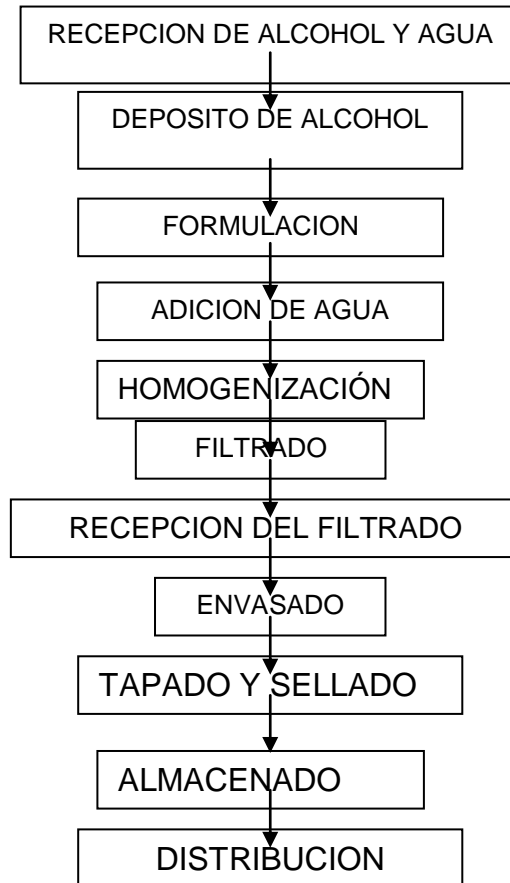 RECEPCION DE ALCOHOL Y AGUA
DEPOSITO DE ALCOHOL
FORMULACION
ADICION DE AGUA
HOMOGENIZACIÓN
FILTRADO
RECEPCION DEL FILTRADO
ENVASADO
TAPADO Y SELLADO
ALMACENADO
DISTRIBUCION